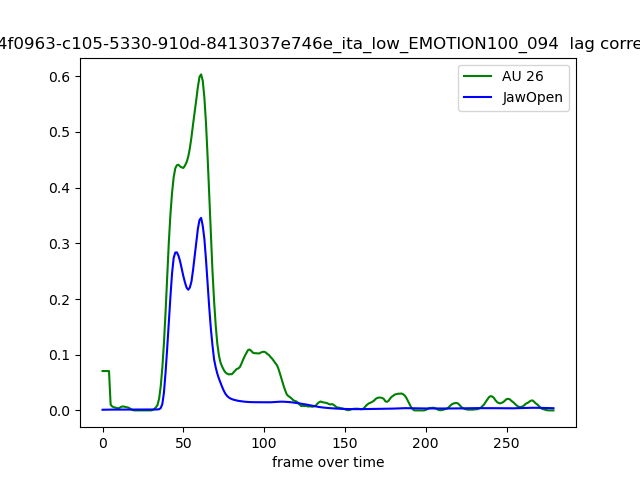 4f0963-c105-5330-910d-8413037e746e_ita_low_EMOTION100_094 lag corre
AU 26
JawOpen
0.6
0.5
0.4
0.3
0.2
0.1
0.0
0 50 100 150 200 250
frame over time